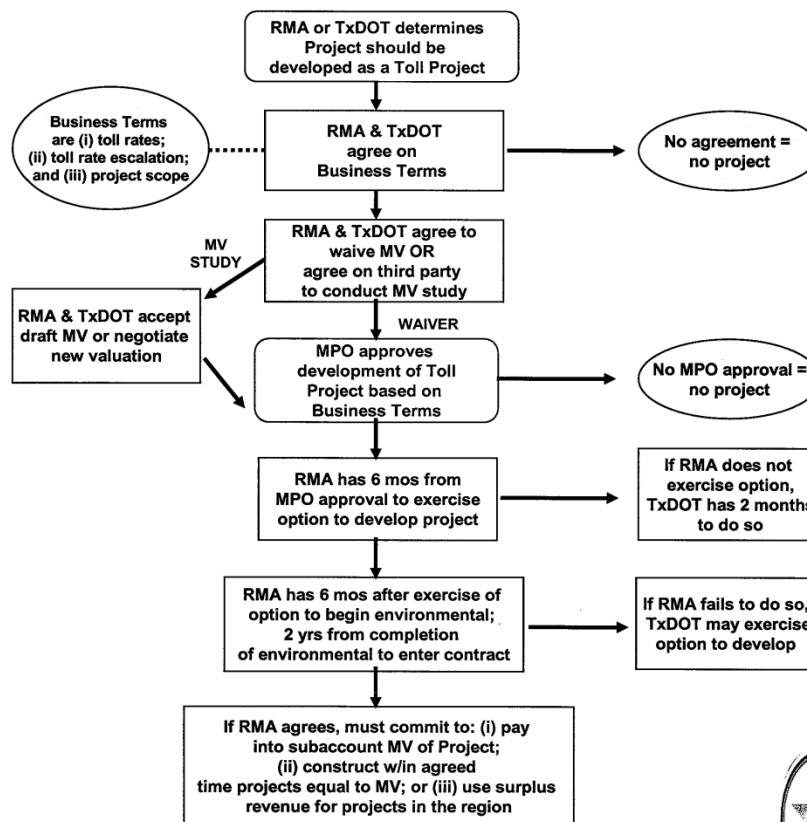 RMA or TxDOT determines
Project should be
developed as a Toll Project
Business Terms
are (i) toll rates;
(ii) toll rate escalation;
and (iii) project scope
RMA & TxDOT
agree on
Business Terms
No agreement =
no project
MV
STUDY
RMA & TxDOT agree to
waive MV OR
agree on third party
to conduct MV study
RMA & TxDOT accept
draft MV or negotiate
new valuation
WAIVER
MPO approves
development of Toll
Project based on
Business Terms
No MPO approval =
no project
RMA has 6 mos from
MPO approval to exercise
option to develop project
If RMA does not
exercise option,
TxDOT has 2 months
to do so
RMA has 6 mos after exercise of
option to begin environmental;
2 yrs from completion
of environmental to enter contract
If RMA fails to do so,
TxDOT may exercise
option to develop
If RMA agrees, must commit to: (i) pay
into subaccount MV of Project;
(ii) construct w/in agreed
time projects equal to MV; or (iii) use surplus
revenue for projects in the region